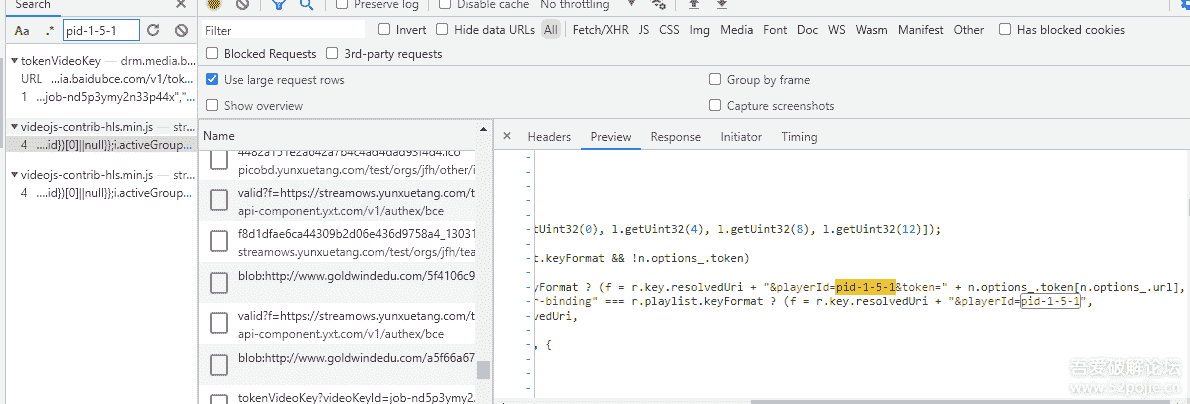 Search
Preserve log
Disable cache
No throttling
Aa
.*
pid-1-5-1
Filter
Invert
Hide data URLs
All
Fetch/XHR
JS
CSS
Img
Media
Font
Doc
WS
Wasm
Manifest
Other
Has blocked cookies
Blocked Requests
3rd-party requests
tokenVideoKey — drm.media.b...
URL ...ia.baidubce.com/v1/tok...
1 ...job-nd5p3ymy2n33p44x","...
videojs-contrib-hls.min.js — str...
4 ....id})[0]||null}};i.activeGroup...
videojs-contrib-hls.min.js — str...
4 ....id})[0]||null}};i.activeGroup...
Use large request rows
Group by frame
Show overview
Capture screenshots
Name
picobd.yunxuetang.com/test/orgs/jfh/other/i
valid?f=https://streamows.yunxuetang.com/t
api-component.yxt.com/v1/authex/bce
f8d1dfae6ca44309b2d06e436d9758a4_13031
streamows.yunxuetang.com/test/orgs/jfh/tea
blob:http://www.goldwindedu.com/5f4106c9
valid?f=https://streamows.yunxuetang.com/t
api-component.yxt.com/v1/authex/bce
blob:http://www.goldwindedu.com/a5f66a67
tokenVideoKey?videoKeyId=job-nd5p3ymy2.
Headers
Preview
Response
Initiator
Timing
tUint32(0), l.getUint32(4), l.getUint32(8), l.getUint32(12)]);
t.keyFormat && !n.options_.token)
yFormat ? (f = r.key.resolvedUri + "&playerId=pid-1-5-1&token=" + n.options_.token[n.options_.url],
r-binding" === r.playlist.keyFormat ? (f = r.key.resolvedUri + "&playerId=pid-1-5-1",
vedUri,
, {
吾爱破解论坛
www.52pojie.cn